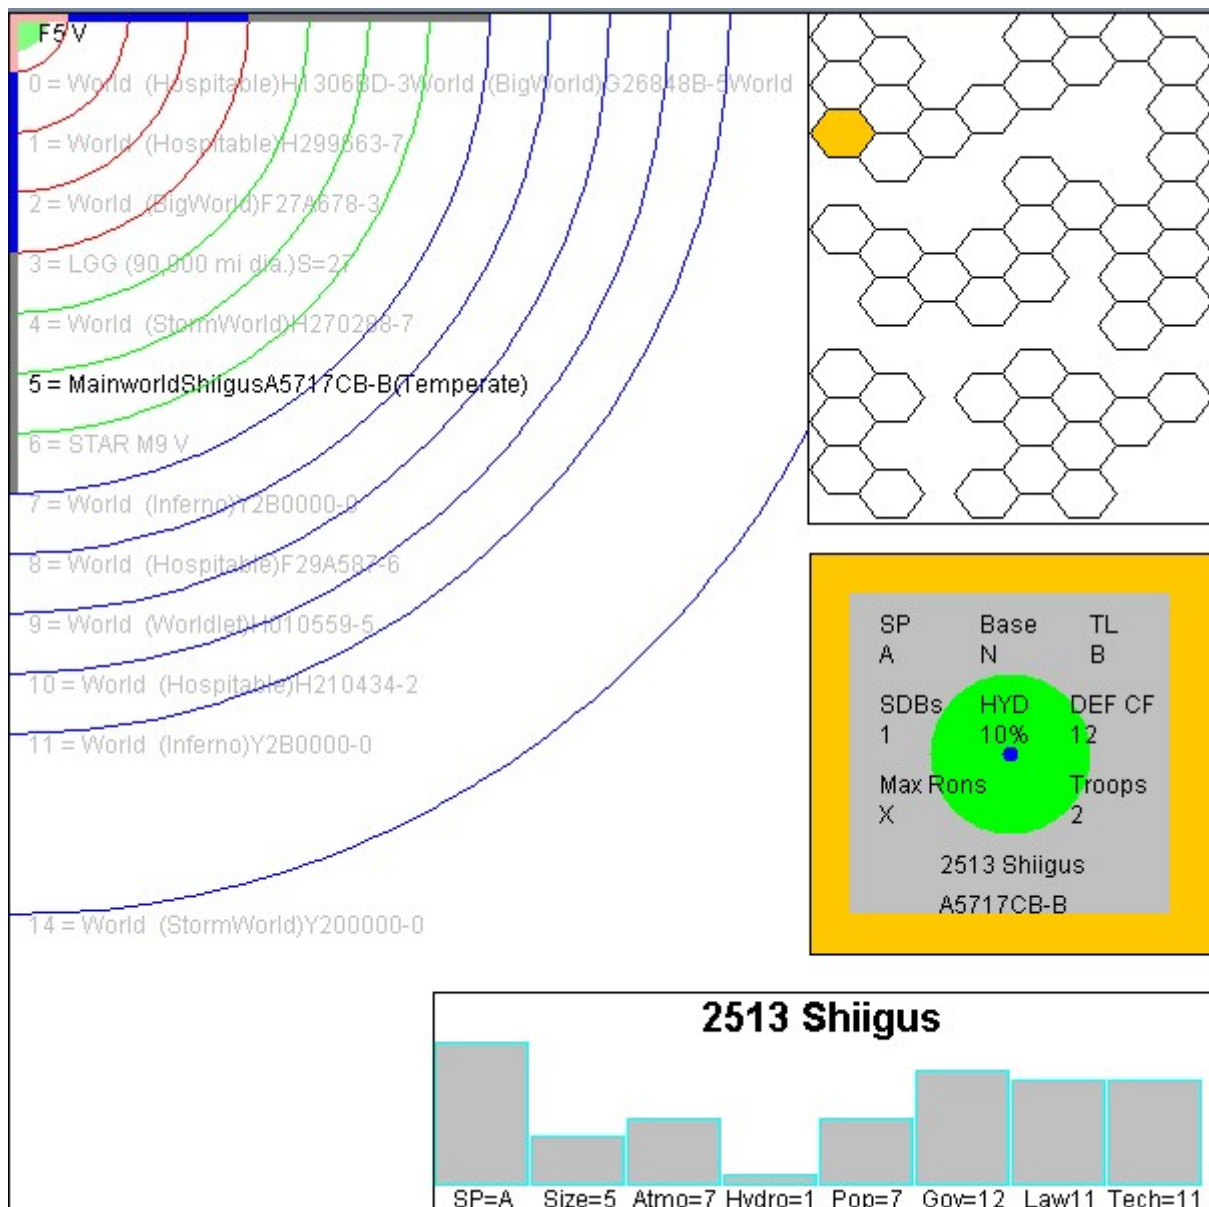 F5 V
0 = World (Hospitable)H1306BD-3World (BigWorld)G26848B-5World
1 = World (Hospitable)H299663-7
2 = World (BigWorld)F27A678-3
3 = LGG (90,900 mi dia.)S=27
4 = World (StormWorld)H270288-7
5 = MainworldShiigusA5717CB-B(Temperate)
6 = STAR M9 V
7 = World (Inferno)Y2B0000-0
8 = World (Hospitable)F29A587-6
9 = World (Worldlet)H010559-5
10 = World (Hospitable)H210434-2
11 = World (Inferno)Y2B0000-0
14 = World (StormWorld)Y200000-0
SP Base TL
A N B
SDBs HYD DEF CF
1 10% 12
Max Rons Troops
X 2
2513 Shiigus
A5717CB-B
2513 Shiigus
SP=A Size=5 Atmo=7 Hydro=1 Pop=7 Gov=12 Law11 Tech=11